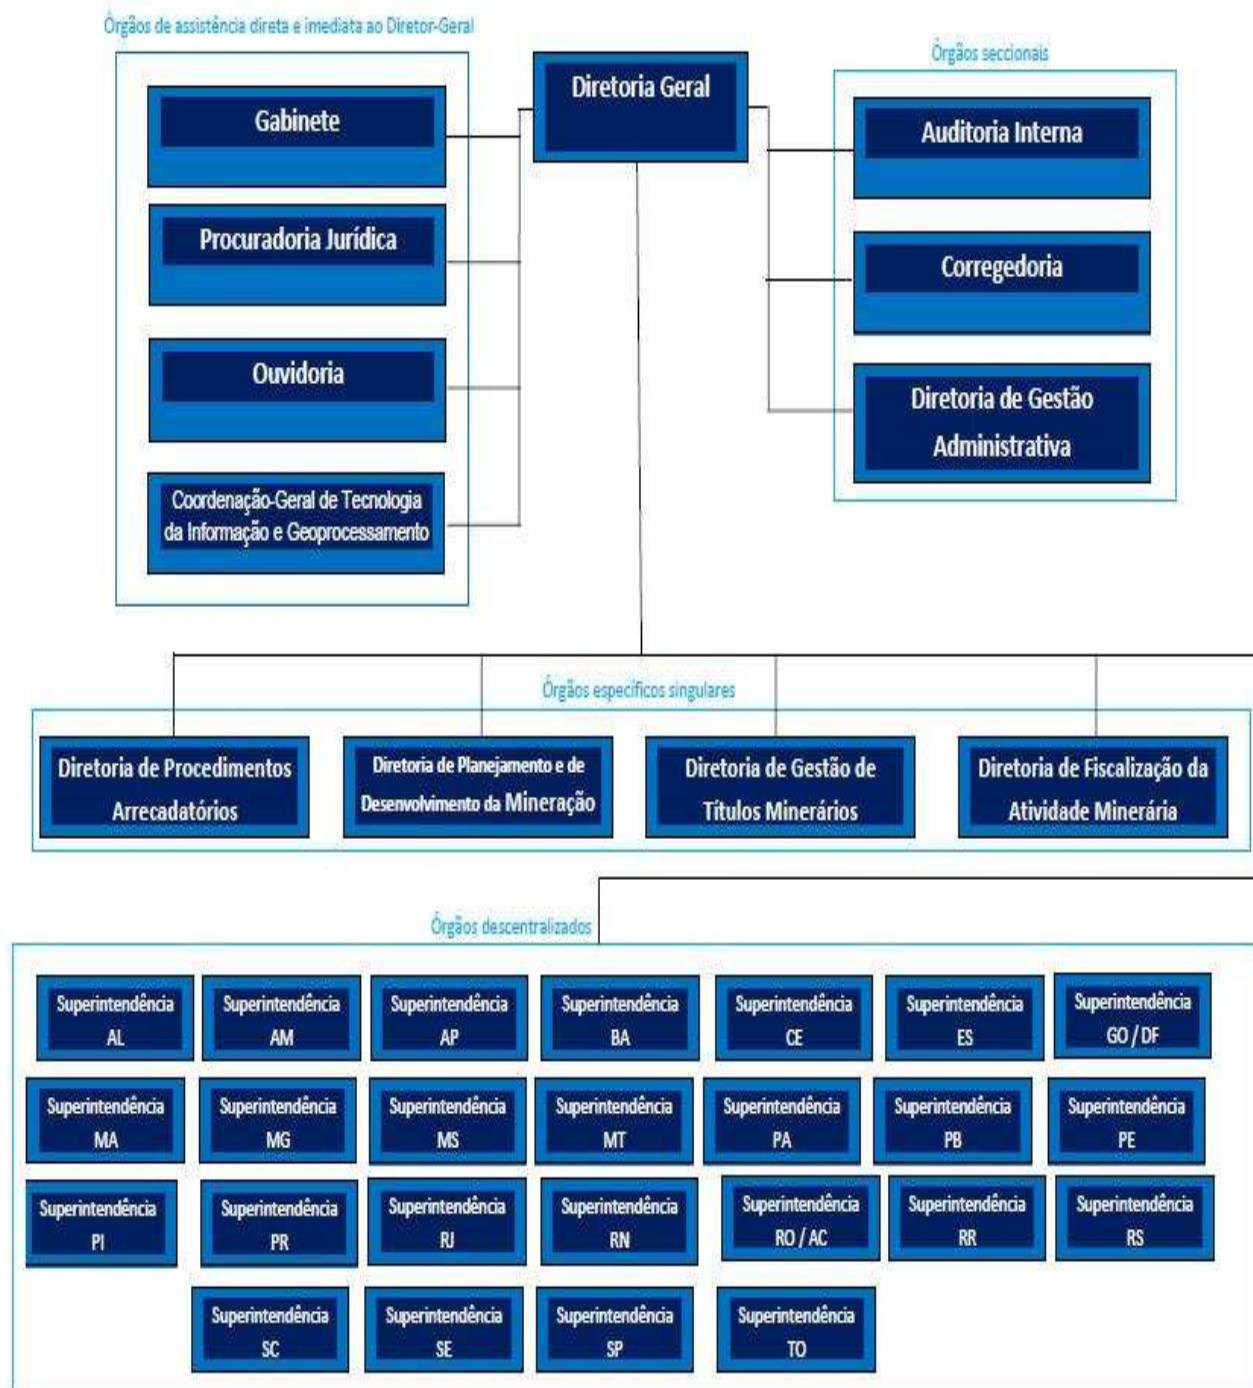 Órgãos de assistência direta e imediata ao Diretor-Geral
Gabinete
Procuradoria Jurídica
Ouvidoria
Coordenação-Geral de Tecnologia
da Informação e Geoprocessamento
Diretoria Geral
Órgãos seccionais
Auditoria Interna
Corregedoria
Diretoria de Gestão
Administrativa
Órgãos específicos singulares
Diretoria de Procedimentos
Arrecadatórios
Diretoria de Planejamento e de
Desenvolvimento da Mineração
Diretoria de Gestão de
Títulos Minerários
Diretoria de Fiscalização da
Atividade Minerária
Órgãos descentralizados
Superintendência
AL
Superintendência
AM
Superintendência
AP
Superintendência
BA
Superintendência
CE
Superintendência
ES
Superintendência
GO / DF
Superintendência
MA
Superintendência
MG
Superintendência
MS
Superintendência
MT
Superintendência
PA
Superintendência
PB
Superintendência
PE
Superintendência
PI
Superintendência
PR
Superintendência
RJ
Superintendência
RN
Superintendência
RO / AC
Superintendência
RR
Superintendência
RS
Superintendência
SC
Superintendência
SE
Superintendência
SP
Superintendência
TO